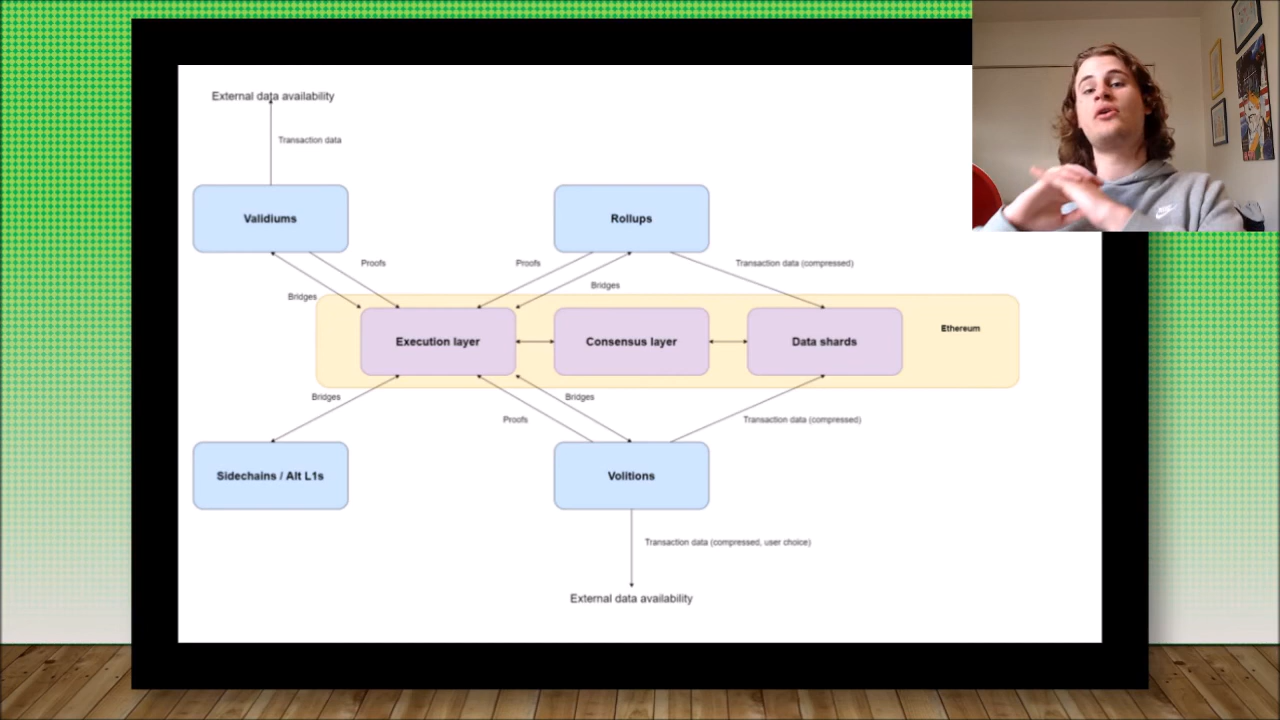 External data availability
Transaction data
Validiums
Rollups
Proofs
Proofs
Transaction data (compressed)
Bridges
Bridges
Ethereum
Execution layer
Consensus layer
Data shards
Bridges
Bridges
Proofs
Transaction data (compressed)
Sidechains / Alt L1s
Volitions
Transaction data (compressed, user choice)
External data availability